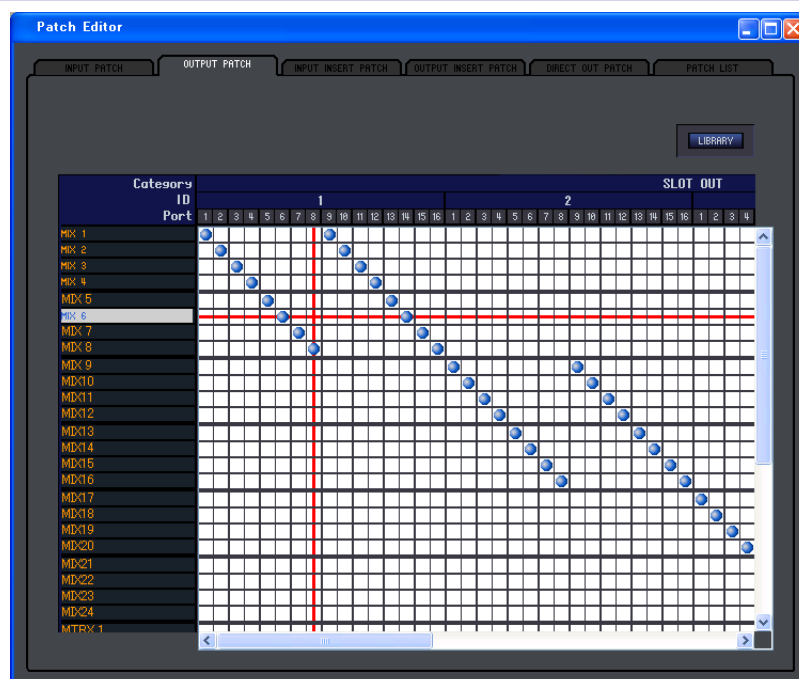 Patch Editor
INPUT PATCH OUTPUT PATCH INPUT INSERT PATCH OUTPUT INSERT PATCH DIRECT OUT PATCH PATCH LIST
LIBRARY
Category SLOT OUT
ID 1 2
Port 1 2 3 4 5 6 7 8 9 10 11 12 13 14 15 16 1 2 3 4 5 6 7 8 9 10 11 12 13 14 15 16 1 2 3 4
MIX 1
MIX 2
MIX 3
MIX 4
MIX 5
MIX 6
MIX 7
MIX 8
MIX 9
MIX10
MIX11
MIX12
MIX13
MIX14
MIX15
MIX16
MIX17
MIX18
MIX19
MIX20
MIX21
MIX22
MIX23
MIX24
MTRX 1